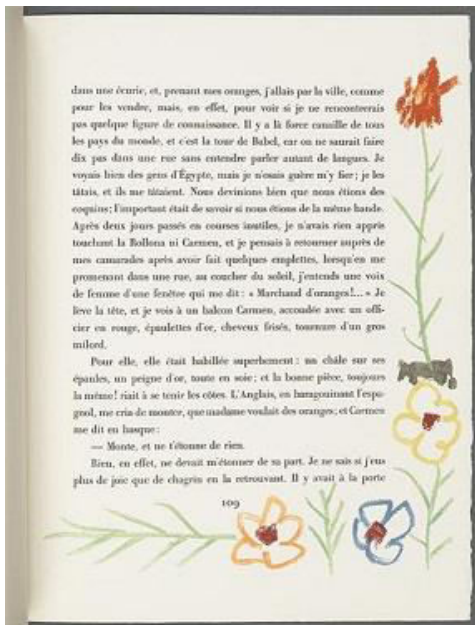 dans une écurie, et, prenant mes oranges, j'allais par la ville, comme
pour les vendre, mais, en effet, pour voir si je ne rencontrerais
pas quelque figure de connaissance. Il y a là force canaille de tous
les pays du monde, et c'est la tour de Babel, car on ne saurait faire
dix pas dans une rue sans entendre parler autant de langues. Je
voyais bien des gens d'Égypte, mais je n'osais guère m'y fier; je les
tâtais, et ils me tâtaient. Nous devinions bien que nous étions des
coquins; l'important était de savoir si nous étions de la même bande.
Après deux jours passés en courses inutiles, je n'avais rien appris
touchant la Rollona ni Carmen, et je pensais à retourner auprès de
mes camarades après avoir fait quelques emplettes, lorsqu'en me
promenant dans une rue, au coucher du soleil, j'entends une voix
de femme d'une fenêtre qui me dit : « Marchand d'oranges!... » Je
lève la tête, et je vois à un balcon Carmen, accoudée avec un offi-
cier en rouge, épaulettes d'or, cheveux frisés, tournure d'un gros
milord.
Pour elle, elle était habillée superbement : un châle sur ses
épaules, un peigne d'or, toute en soie; et la bonne pièce, toujours
la même! riait à se tenir les côtes. L'Anglais, en baragouinant l'espa-
gnol, me cria de monter, que madame voulait des oranges; et Carmen
me dit en basque :
— Monte, et ne t'étonne de rien.
Rien, en effet, ne devait m'étonner de sa part. Je ne sais si j'eus
plus de joie que de chagrin en la retrouvant. Il y avait à la porte
109